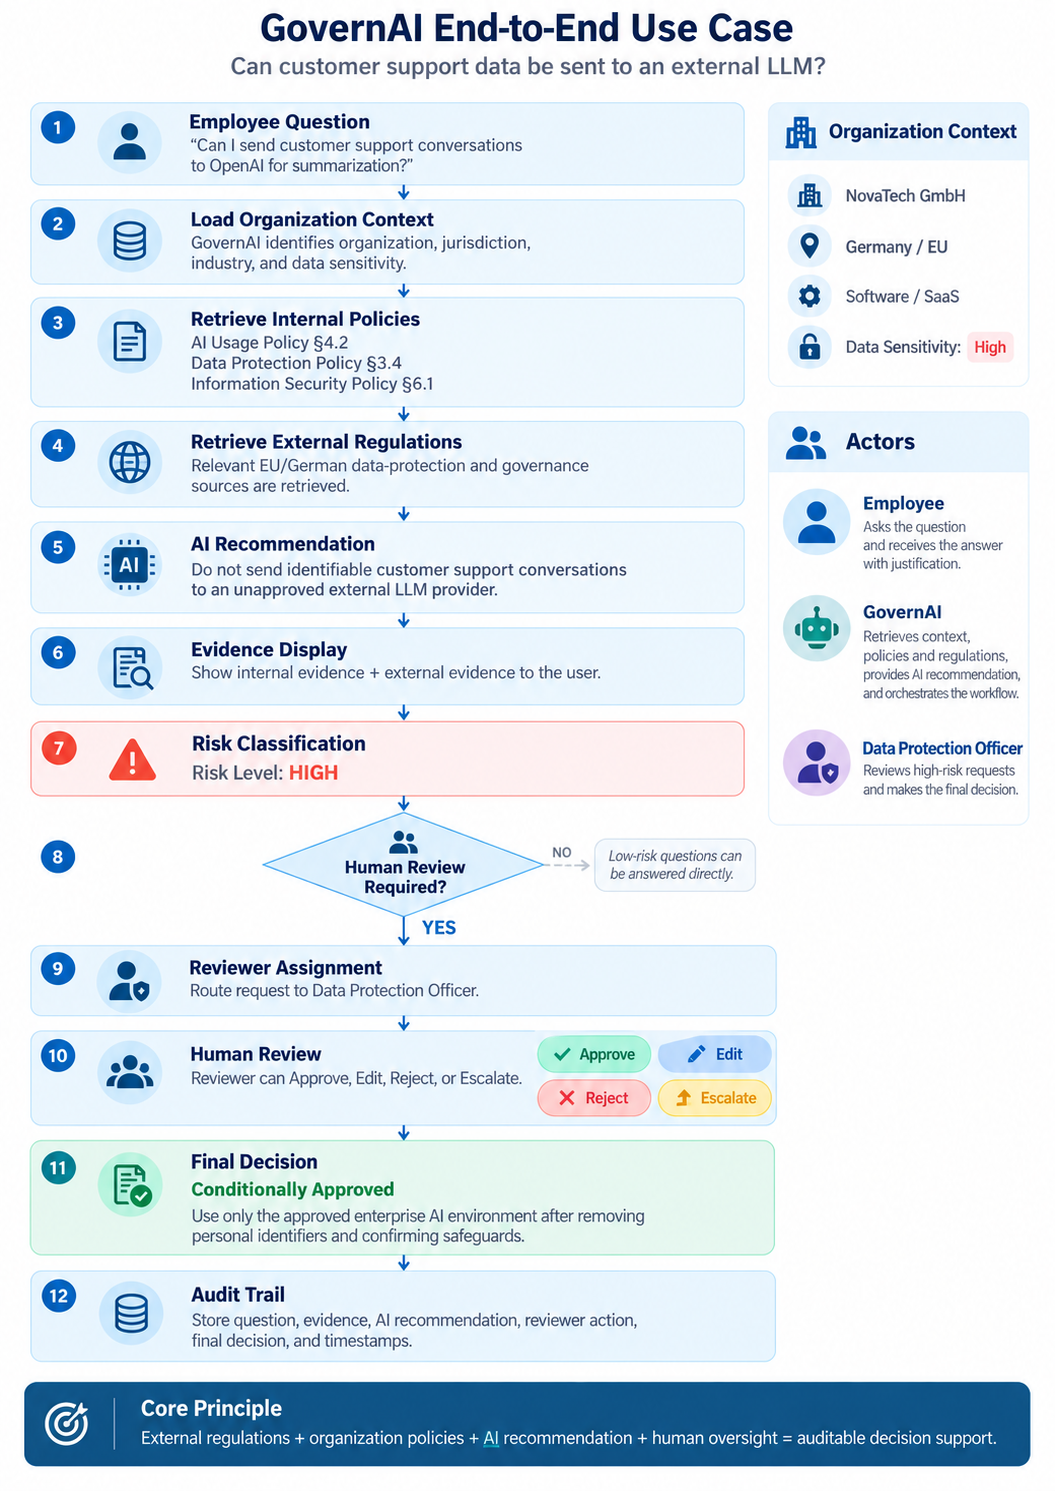 GovernAI End-to-End Use Case
Can customer support data be sent to an external LLM?
1
Employee Question
“Can I send customer support conversations
to OpenAI for summarization?”
2
Load Organization Context
GovernAI identifies organization, jurisdiction,
industry, and data sensitivity.
3
Retrieve Internal Policies
AI Usage Policy §4.2
Data Protection Policy §3.4
Information Security Policy §6.1
4
Retrieve External Regulations
Relevant EU/German data-protection and governance
sources are retrieved.
5
AI
AI Recommendation
Do not send identifiable customer support conversations
to an unapproved external LLM provider.
6
Evidence Display
Show internal evidence + external evidence to the user.
7
Risk Classification
Risk Level: HIGH
8
Human Review
Required?
NO
Low-risk questions can
be answered directly.
YES
9
Reviewer Assignment
Route request to Data Protection Officer.
10
Human Review
Reviewer can Approve, Edit, Reject, or Escalate.
Approve
Edit
Reject
Escalate
11
Final Decision
Conditionally Approved
Use only the approved enterprise AI environment after removing
personal identifiers and confirming safeguards.
12
Audit Trail
Store question, evidence, AI recommendation, reviewer action,
final decision, and timestamps.
Organization Context
NovaTech GmbH
Germany / EU
Software / SaaS
Data Sensitivity: High
Actors
Employee
Asks the question
and receives the answer
with justification.
GovernAI
Retrieves context,
policies and regulations,
provides AI recommendation,
and orchestrates the workflow.
Data Protection Officer
Reviews high-risk requests
and makes the final decision.
Core Principle
External regulations + organization policies + AI recommendation + human oversight = auditable decision support.